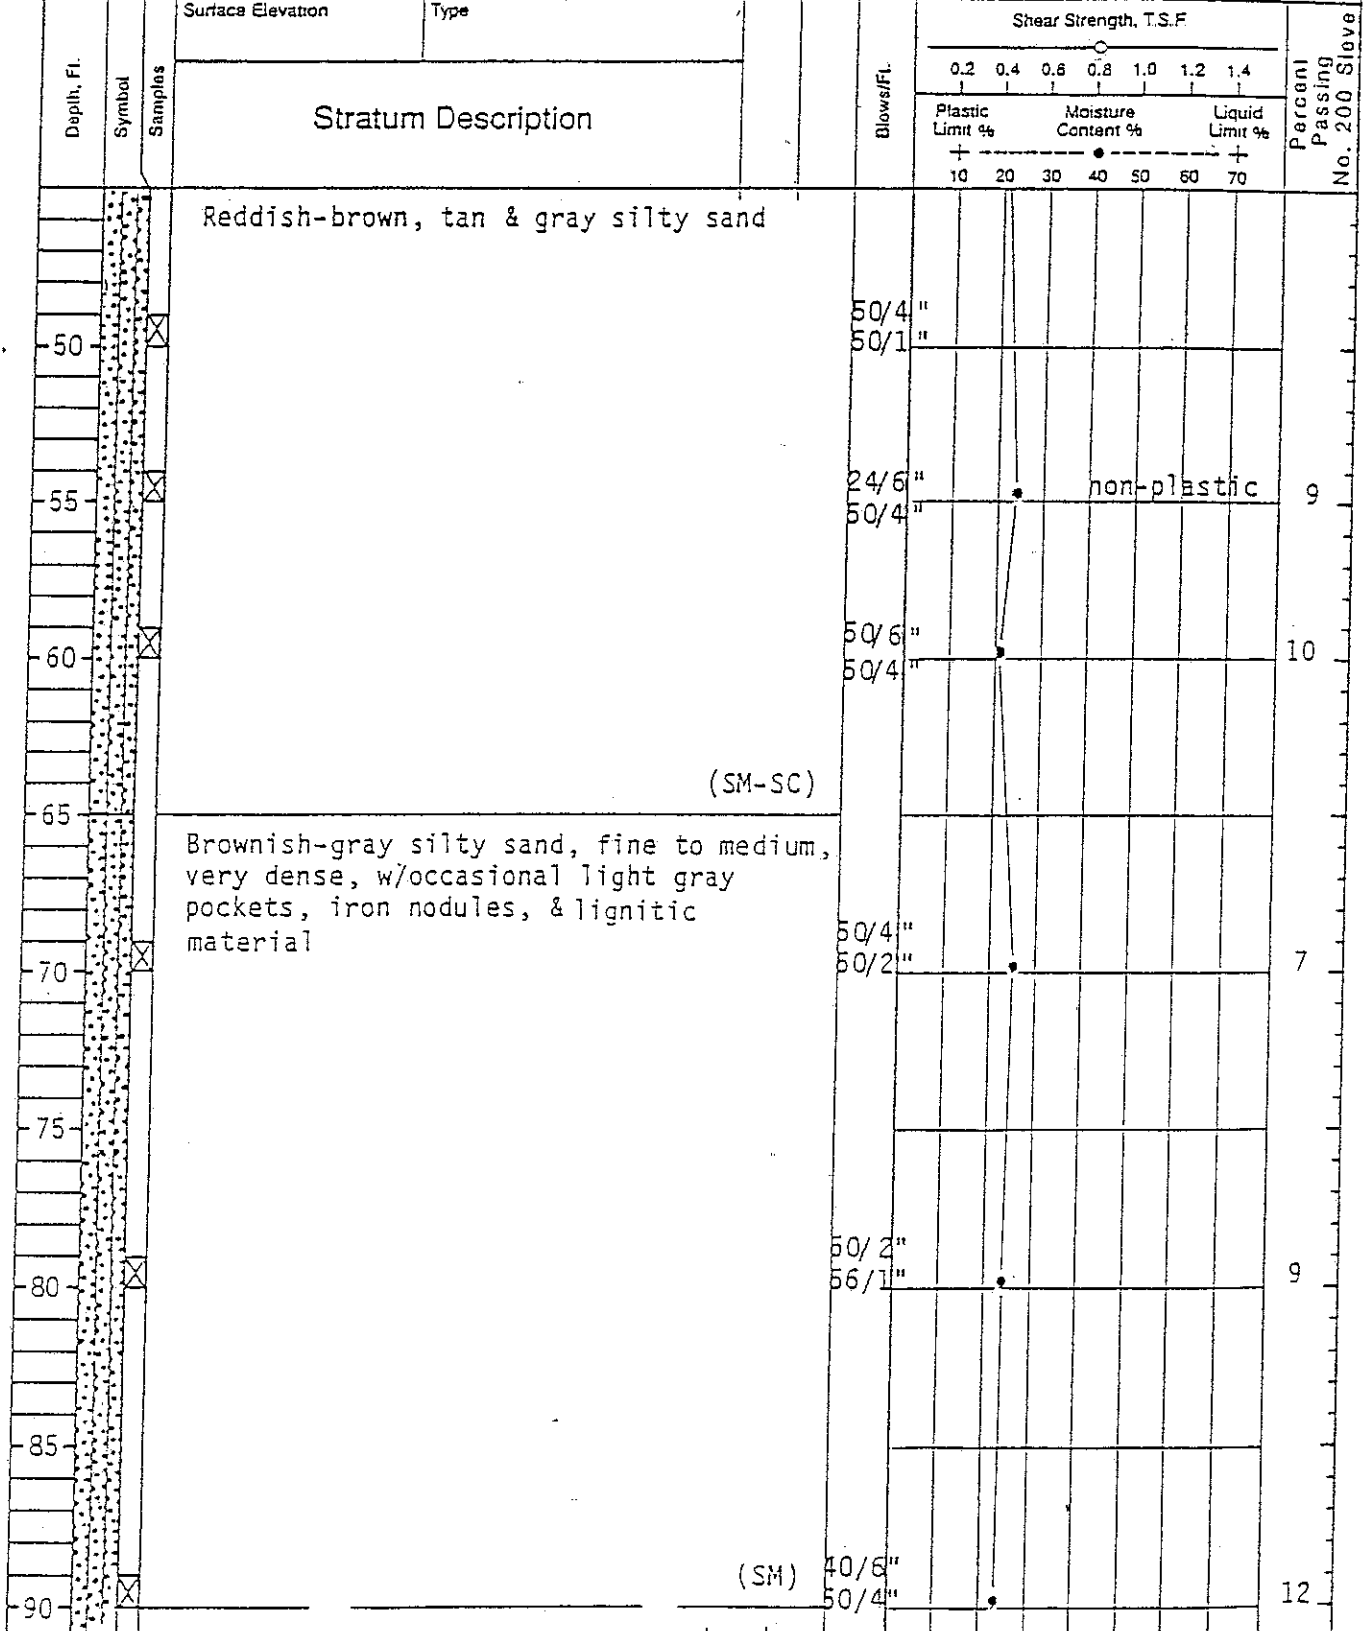 Surface Elevation
Type
Depth, Ft.
Symbol
Samples
Stratum Description
Blows/Ft.
Shear Strength, T.S.F.
0.2 0.4 0.6 0.8 1.0 1.2 1.4
Plastic Limit %
Moisture Content %
Liquid Limit %
10 20 30 40 50 60 70
Percent Passing No. 200 Sieve
Reddish-brown, tan & gray silty sand
50/4"
50
50/1"
24/6"
non-plastic
9
55
50/4"
50/6"
10
60
50/4"
(SM-SC)
65
Brownish-gray silty sand, fine to medium,
very dense, w/occasional light gray
pockets, iron nodules, & lignitic
material
50/4"
70
50/2"
7
75
50/2"
80
56/1"
9
85
(SM)
40/6"
90
50/4"
12